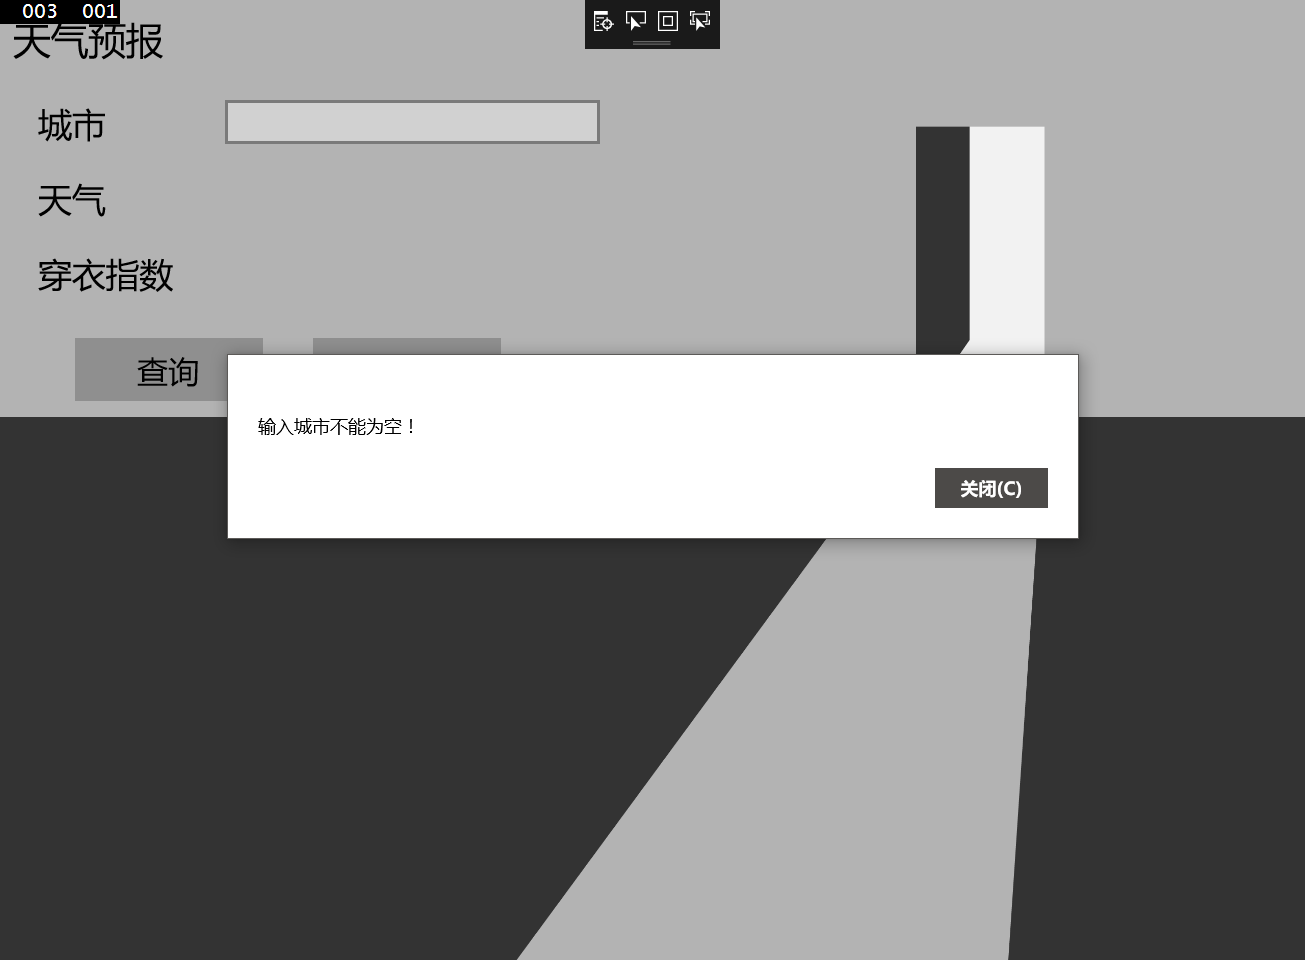 003 001
天气预报
城市
天气
穿衣指数
查询
输入城市不能为空！
关闭(C)